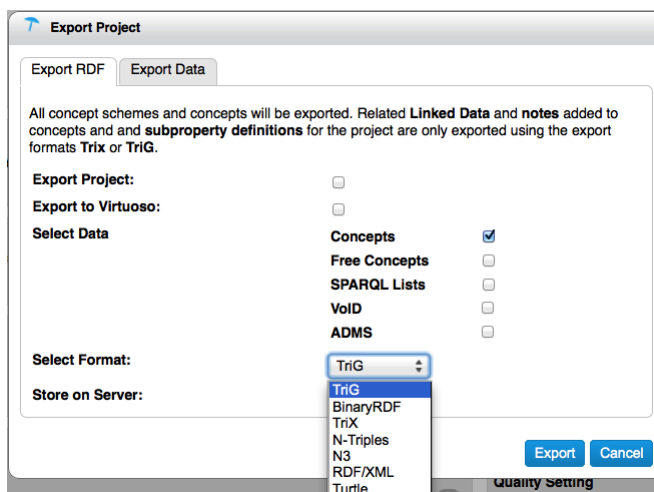 Export Project
Export RDF
Export Data
All concept schemes and concepts will be exported. Related Linked Data and notes added to
concepts and and subproperty definitions for the project are only exported using the export
formats Trix or TriG.
Export Project:
Export to Virtuoso:
Select Data
Concepts
Free Concepts
SPARQL Lists
VoID
ADMS
Select Format:
TriG
Store on Server:
TriG
BinaryRDF
TriX
N-Triples
N3
RDF/XML
Turtle
Export
Cancel
Quality Setting